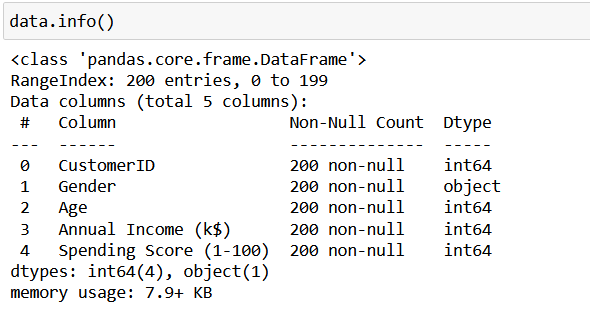 data.info()
<class 'pandas.core.frame.DataFrame'>
RangeIndex: 200 entries, 0 to 199
Data columns (total 5 columns):
 #   Column                  Non-Null Count  Dtype
---  ------                  --------------  -----
 0   CustomerID              200 non-null    int64
 1   Gender                  200 non-null    object
 2   Age                     200 non-null    int64
 3   Annual Income (k$)      200 non-null    int64
 4   Spending Score (1-100)  200 non-null    int64
dtypes: int64(4), object(1)
memory usage: 7.9+ KB